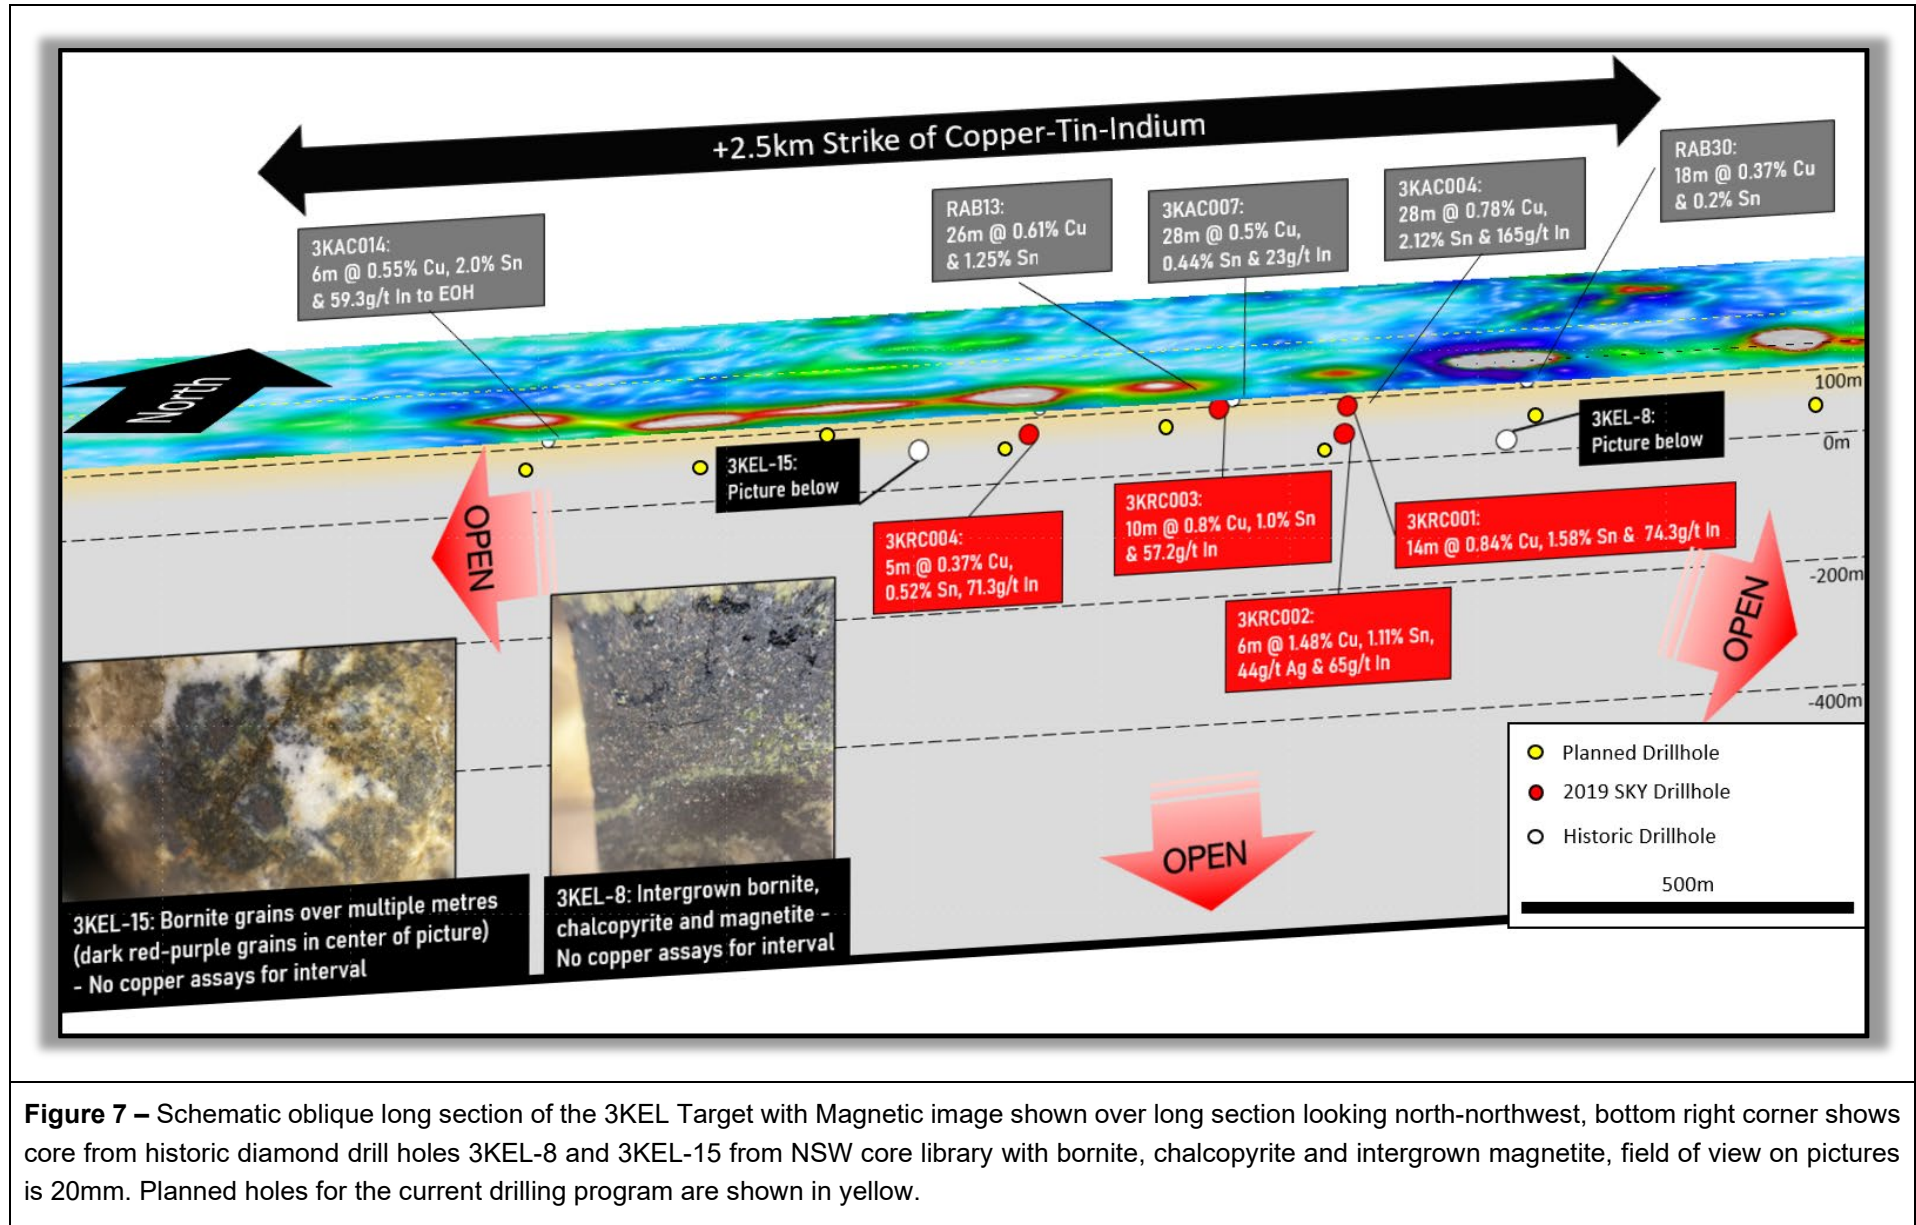 +2.5km Strike of Copper-Tin-Indium
RAB30:
18m @ 0.37% Cu
& 0.2% Sn
3KAC004:
28m @ 0.78% Cu,
2.12% Sn & 165g/t In
3KAC007:
28m @ 0.5% Cu,
0.44% Sn & 23g/t In
RAB13:
26m @ 0.61% Cu
& 1.25% Sn
3KAC014:
6m @ 0.55% Cu, 2.0% Sn
& 59.3g/t In to EOH
North
100m
0m
-200m
-400m
3KEL-8:
Picture below
3KEL-15:
Picture below
3KRC004:
5m @ 0.37% Cu,
0.52% Sn, 71.3g/t In
3KRC003:
10m @ 0.8% Cu, 1.0% Sn
& 57.2g/t In
3KRC001:
14m @ 0.84% Cu, 1.58% Sn & 74.3g/t In
3KRC002:
6m @ 1.48% Cu, 1.11% Sn,
44g/t Ag & 65g/t In
OPEN
OPEN
OPEN
3KEL-15: Bornite grains over multiple metres
(dark red-purple grains in center of picture)
- No copper assays for interval
3KEL-8: Intergrown bornite,
chalcopyrite and magnetite -
No copper assays for interval
Planned Drillhole
2019 SKY Drillhole
Historic Drillhole
500m
Figure 7 – Schematic oblique long section of the 3KEL Target with Magnetic image shown over long section looking north-northwest, bottom right corner shows
core from historic diamond drill holes 3KEL-8 and 3KEL-15 from NSW core library with bornite, chalcopyrite and intergrown magnetite, field of view on pictures
is 20mm. Planned holes for the current drilling program are shown in yellow.